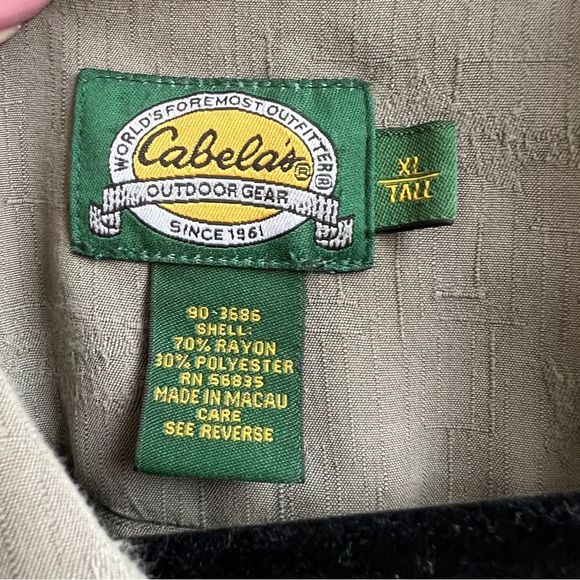 WORLD'S FOREMOST OUTFITTER®
Cabela's®
OUTDOOR GEAR
SINCE 1961
XL
TALL
90-3686
SHELL:
70% RAYON
30% POLYESTER
RN 56835
MADE IN MACAU
CARE
SEE REVERSE